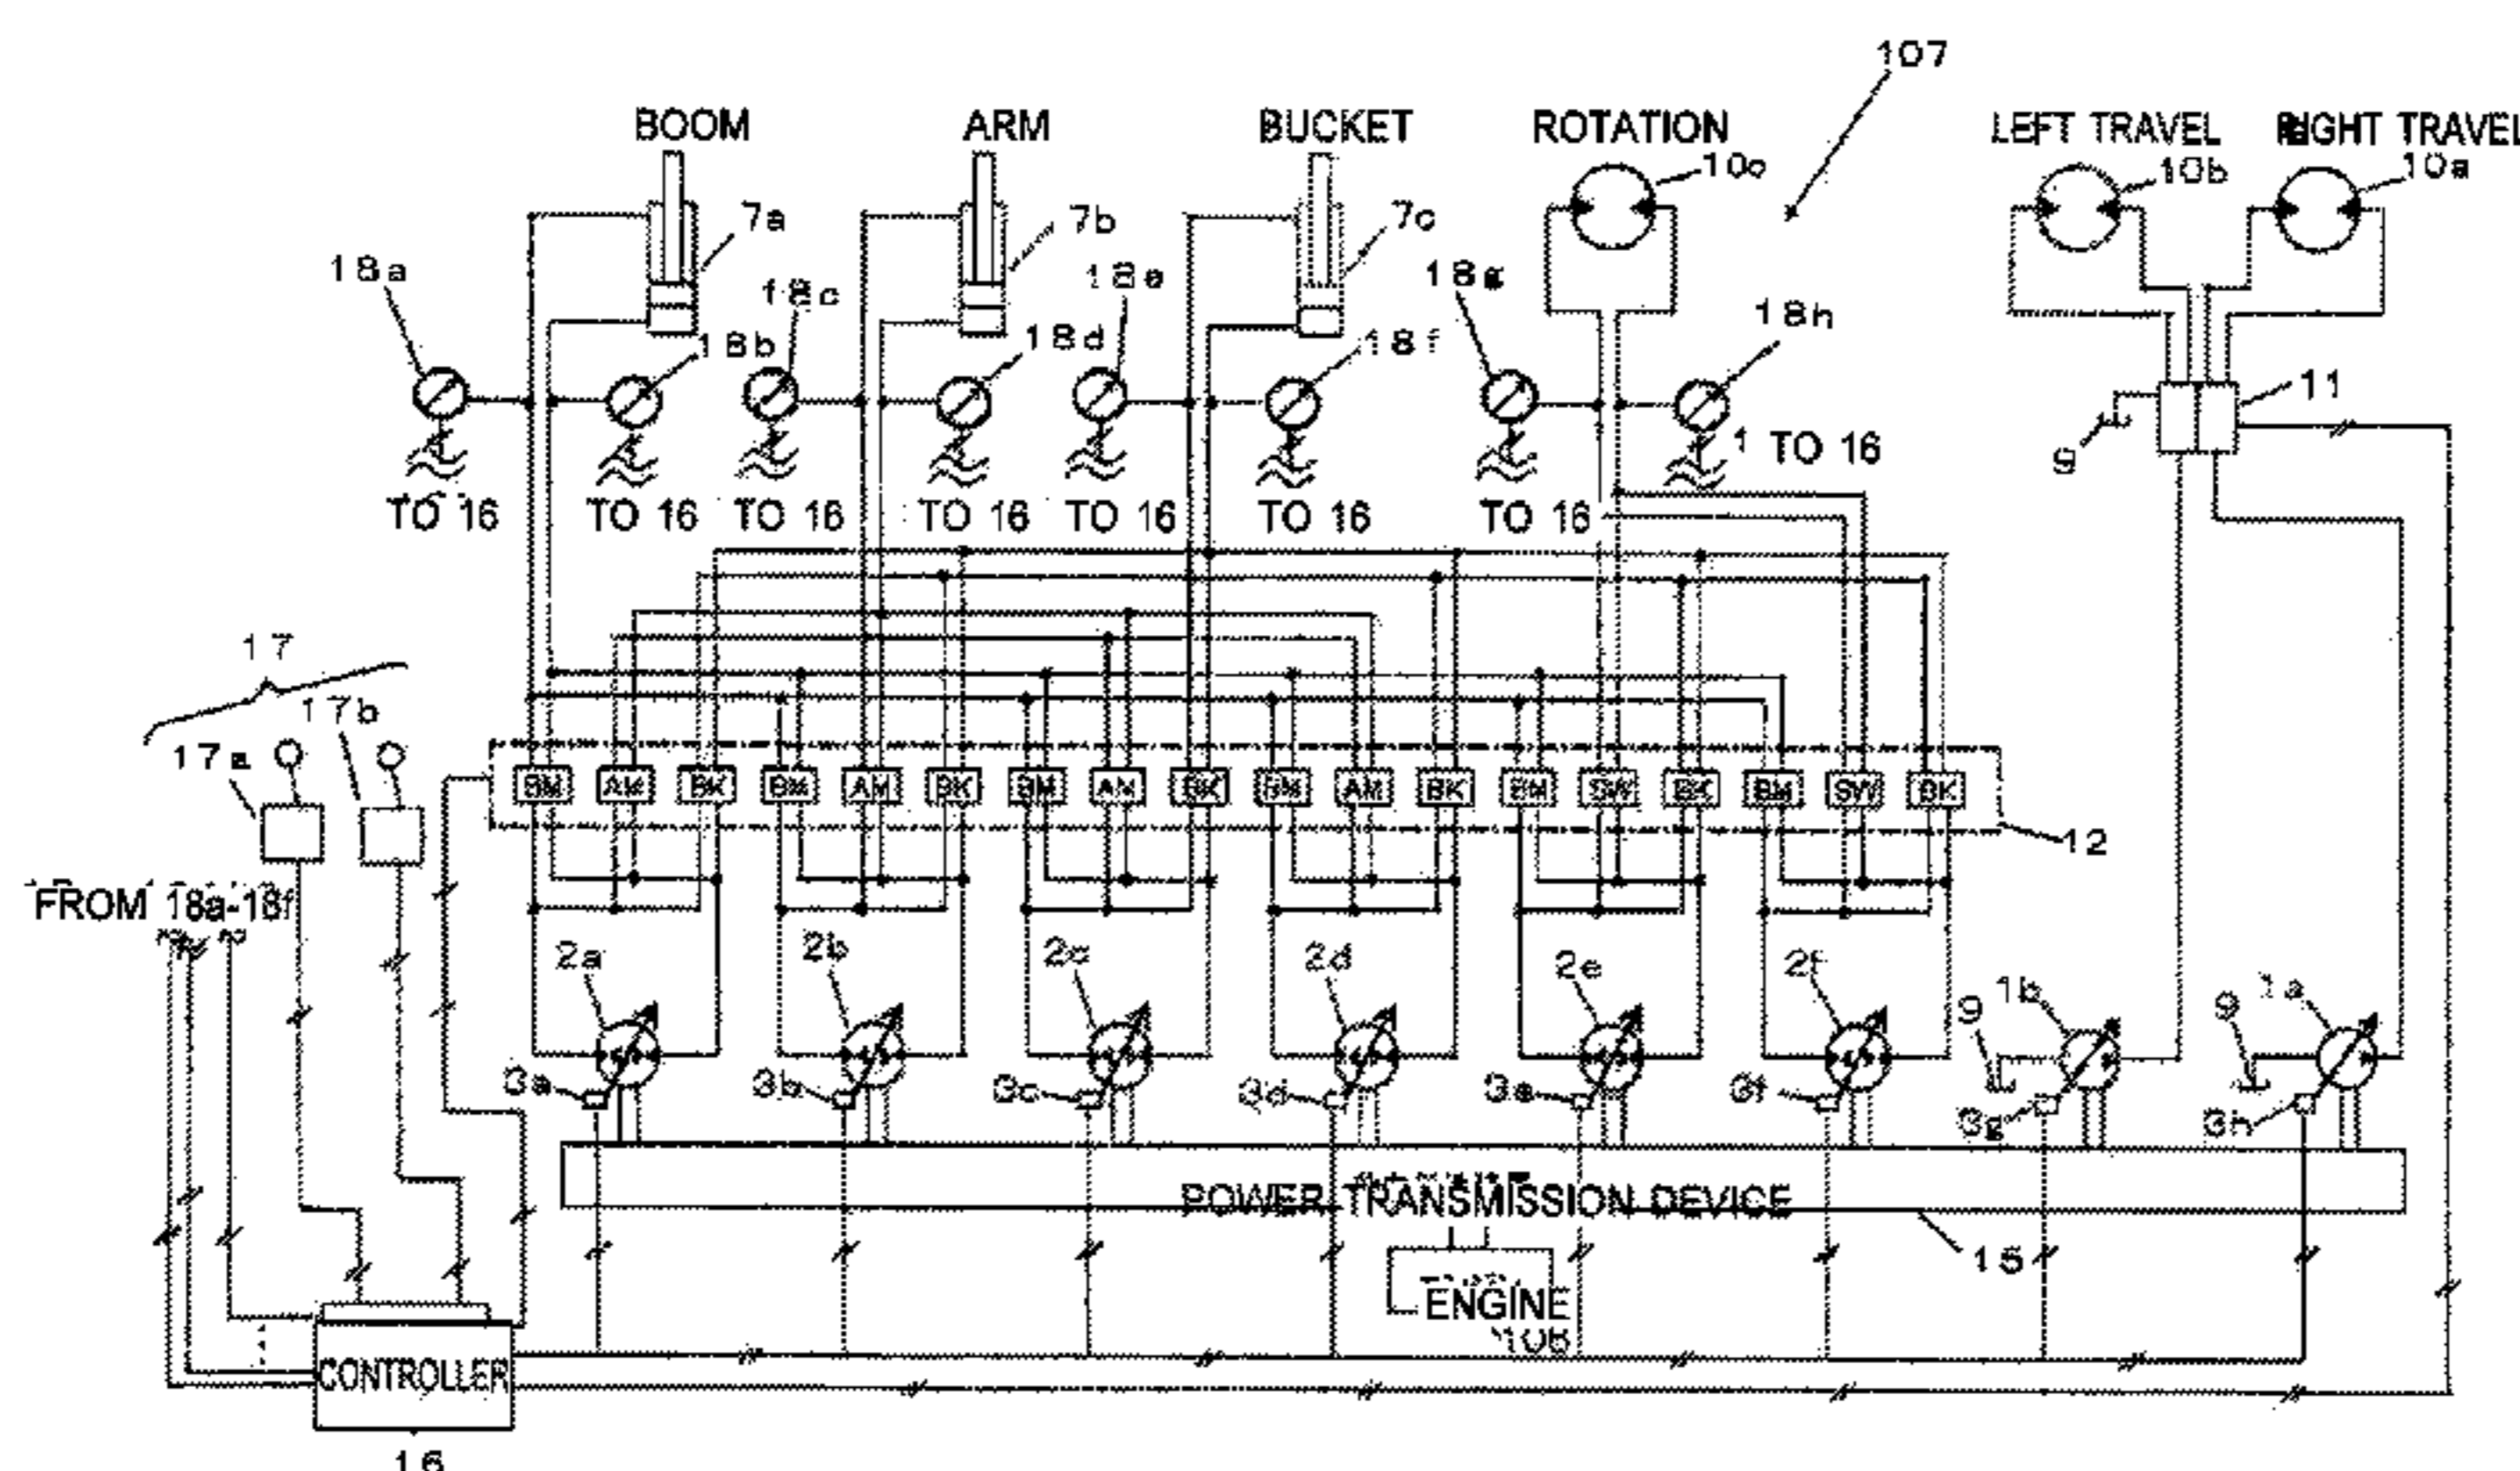 107
BOOM ARM BUCKET ROTATION LEFT TRAVEL RIGHT TRAVEL
10c 10b 10a
7a 7b 7c
18a 18c 18e 18g
18b 18d 18f 18h
11
9
TO 16
TO 16 TO 16 TO 16 TO 16 TO 16 TO 16 TO 16
17
17b
17a
BM AM BK BM AM BK BM AM BK BM AM BK BM SW BK BM SW BK
12
FROM 18a-18f
2a 2b 2c 2d 2e 2f 1b 1a
9 9
3a 3b 3c 3d 3e 3f 3g 3h
POWER TRANSMISSION DEVICE
15
ENGINE
106
CONTROLLER
16